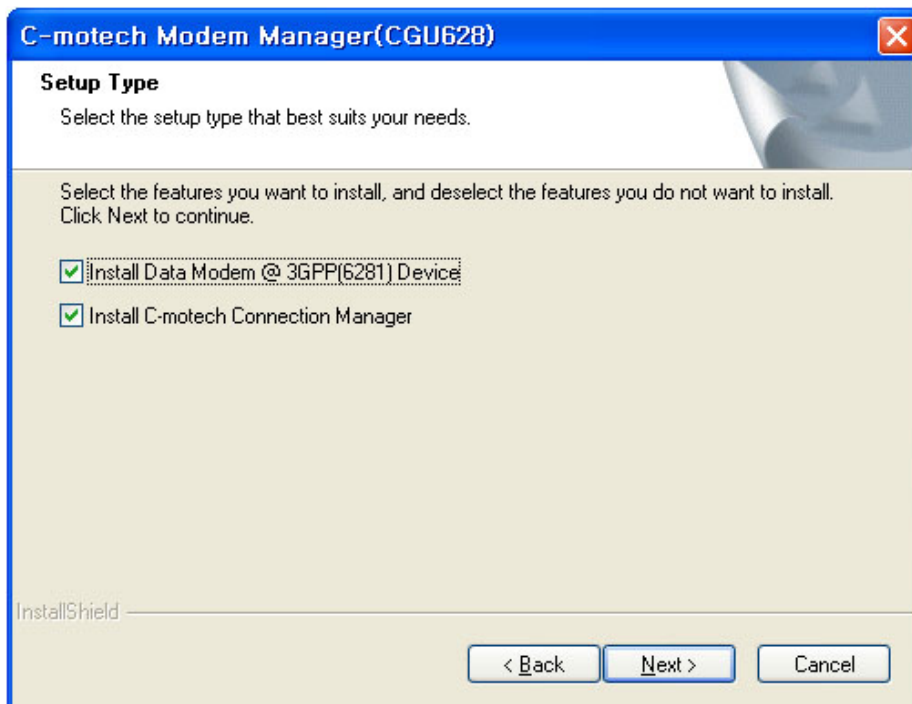 C-motech Modem Manager(CGU628)
Setup Type
Select the setup type that best suits your needs.
Select the features you want to install, and deselect the features you do not want to install.
Click Next to continue.
Install Data Modem @ 3GPP(6281) Device
Install C-motech Connection Manager
InstallShield
< Back
Next >
Cancel